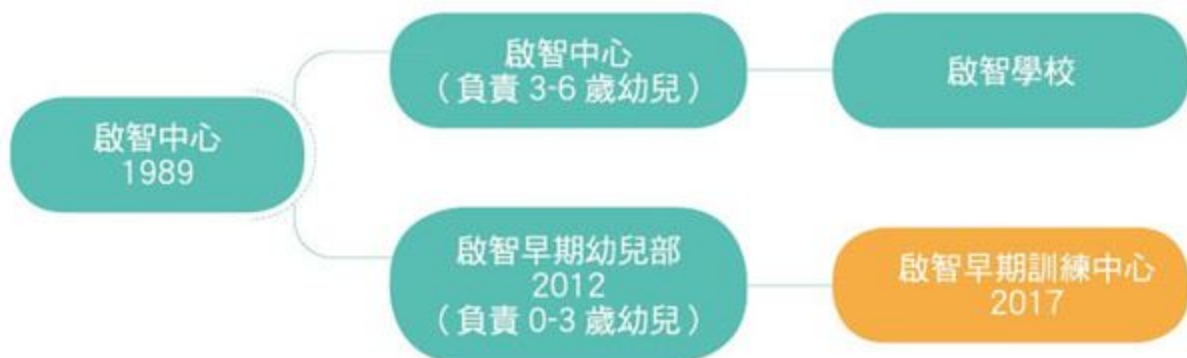 啟智中心
1989
啟智中心
（負責 3-6 歲幼兒）
啟智學校
啟智早期幼兒部
2012
（負責 0-3 歲幼兒）
啟智早期訓練中心
2017